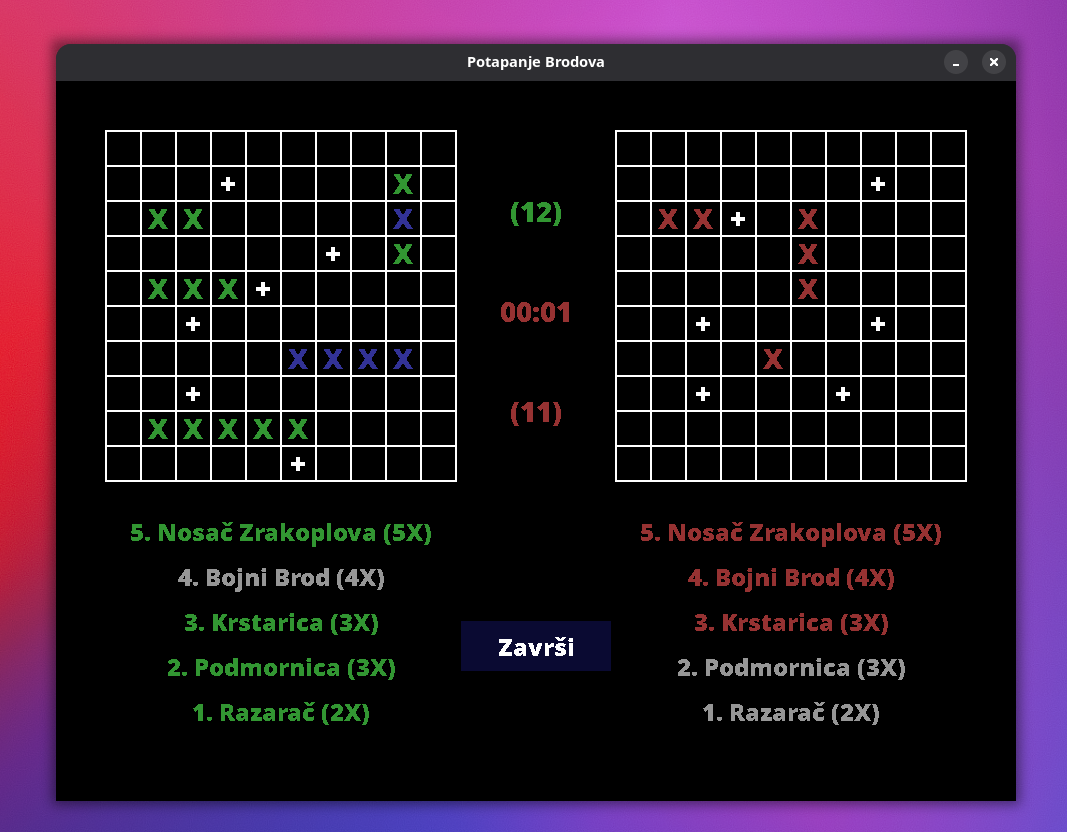 Potapanje Brodova
X
X X X
X
X X X
X X X X
X X X X X
(12)
00:01
(11)
X X X
X
X
X
5. Nosač Zrakoplova (5X)
4. Bojni Brod (4X)
3. Krstarica (3X)
2. Podmornica (3X)
1. Razarač (2X)
Završi
5. Nosač Zrakoplova (5X)
4. Bojni Brod (4X)
3. Krstarica (3X)
2. Podmornica (3X)
1. Razarač (2X)